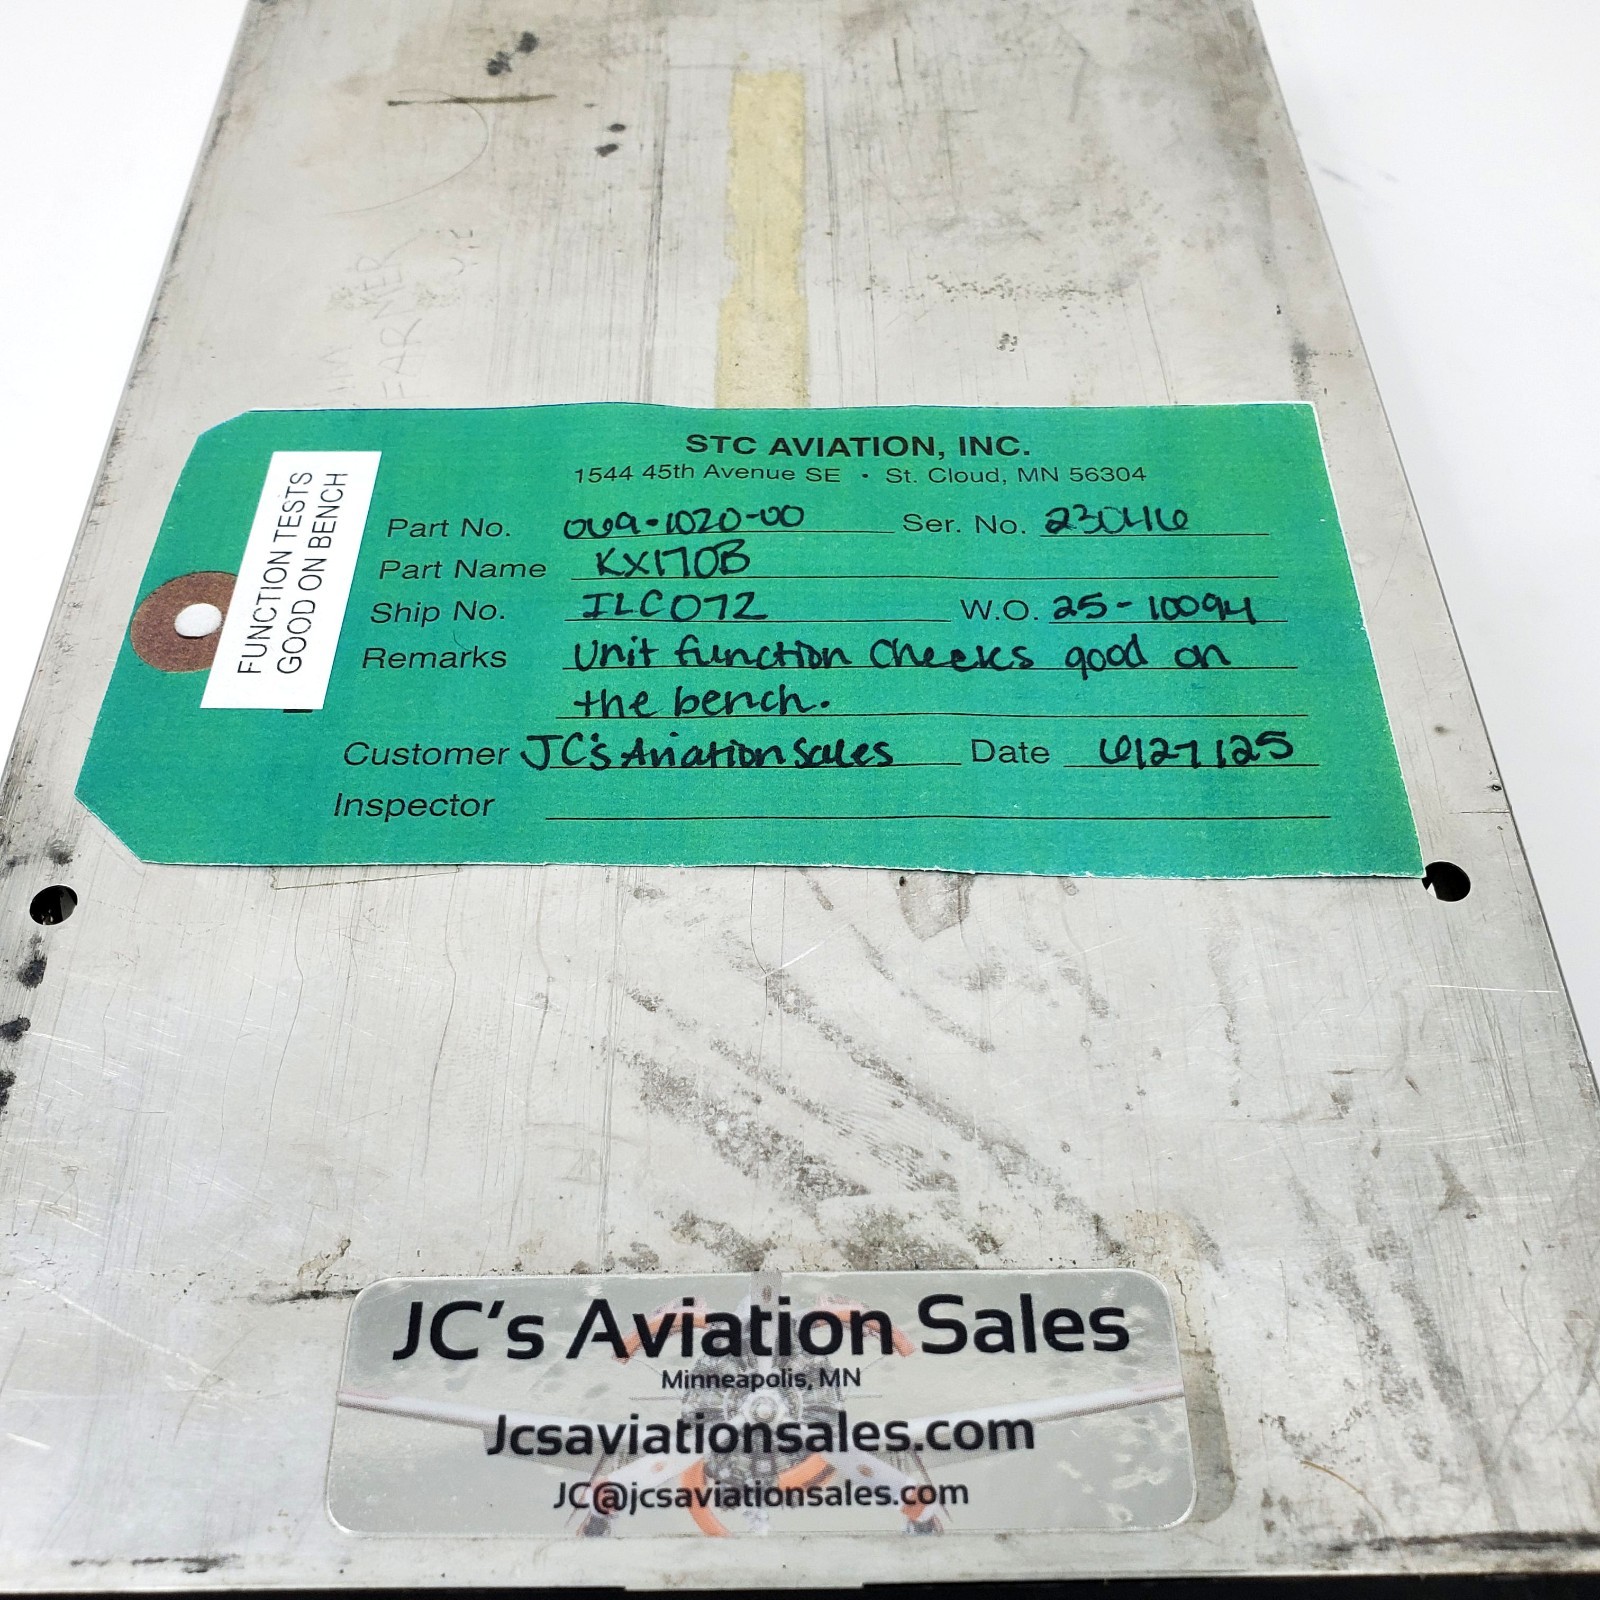 STC AVIATION, INC.
1544 45th Avenue SE • St. Cloud, MN 56304
FUNCTION TESTS
GOOD ON BENCH
Part No. 069-1020-00 Ser. No. 230416
Part Name KX170B
Ship No. ILC072 W.O. 25-10094
Remarks Unit function Checks good on
the bench.
Customer JC's Aviation Sales Date 6/27/25
Inspector
JC's Aviation Sales
Minneapolis, MN
Jcsaviationsales.com
JC@jcsaviationsales.com